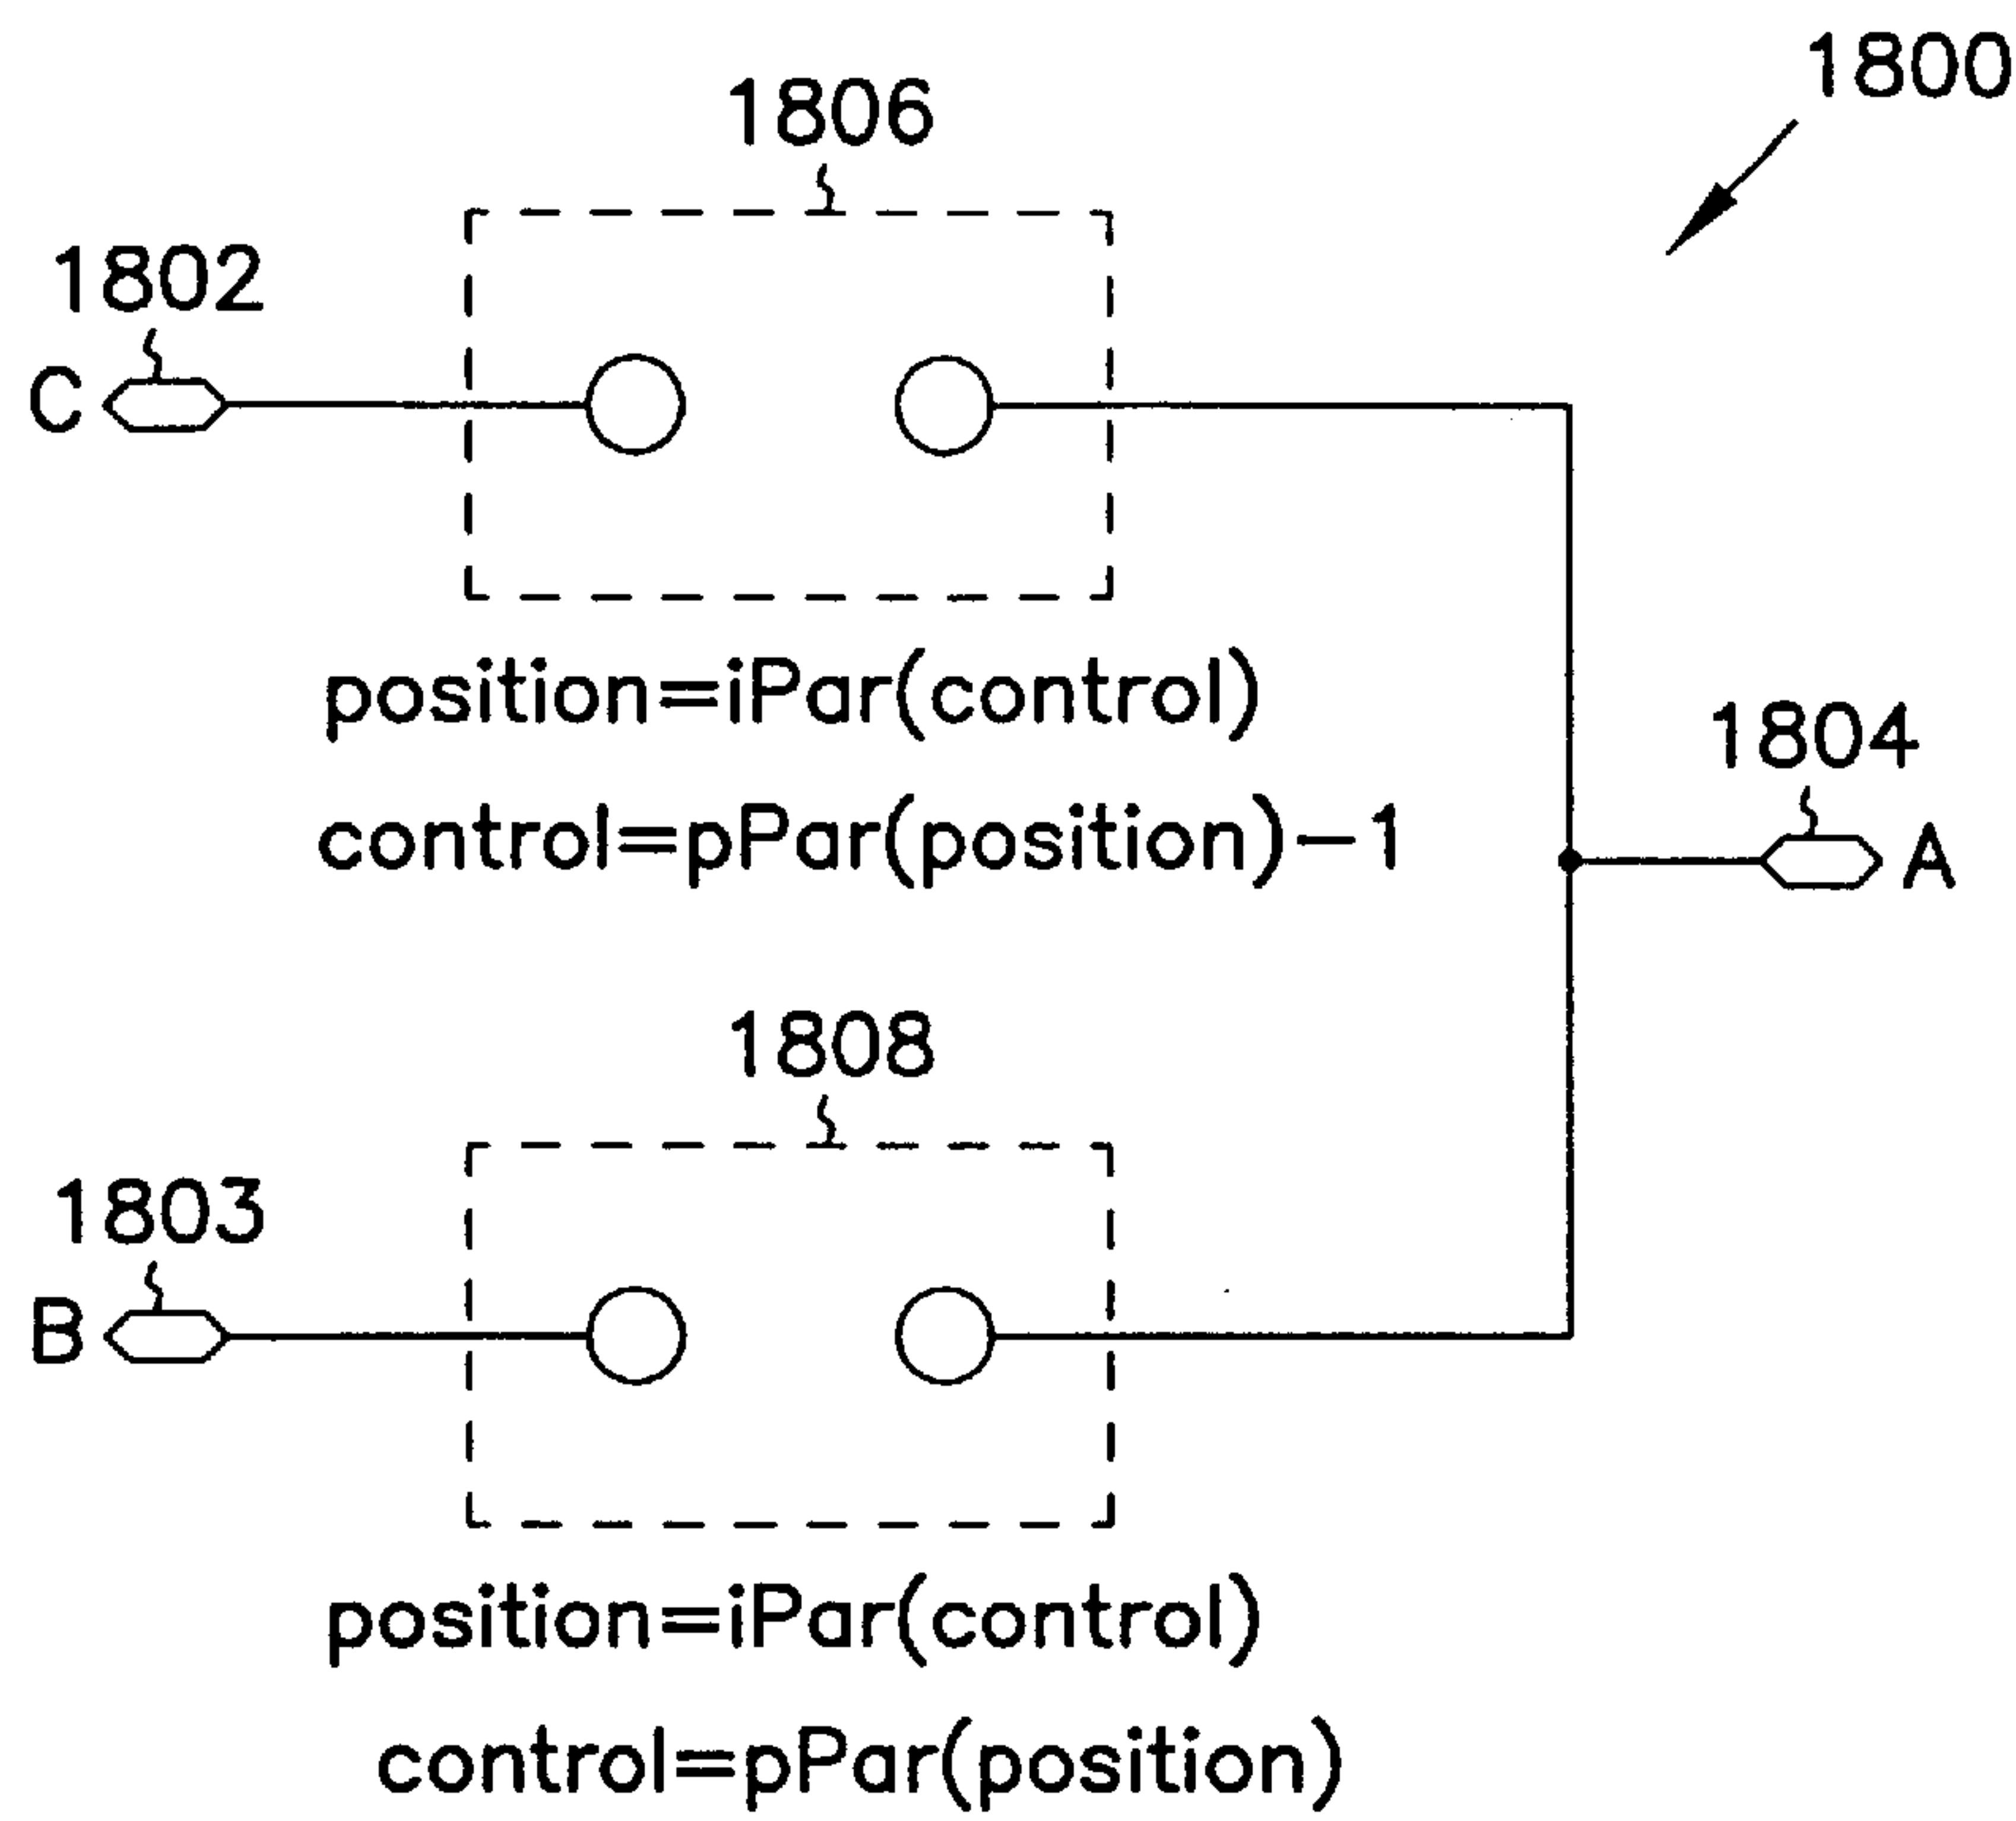 1800
1806
1802
C
position=iPar(control)
control=pPar(position)-1
1804
A
1808
1803
B
position=iPar(control)
control=pPar(position)